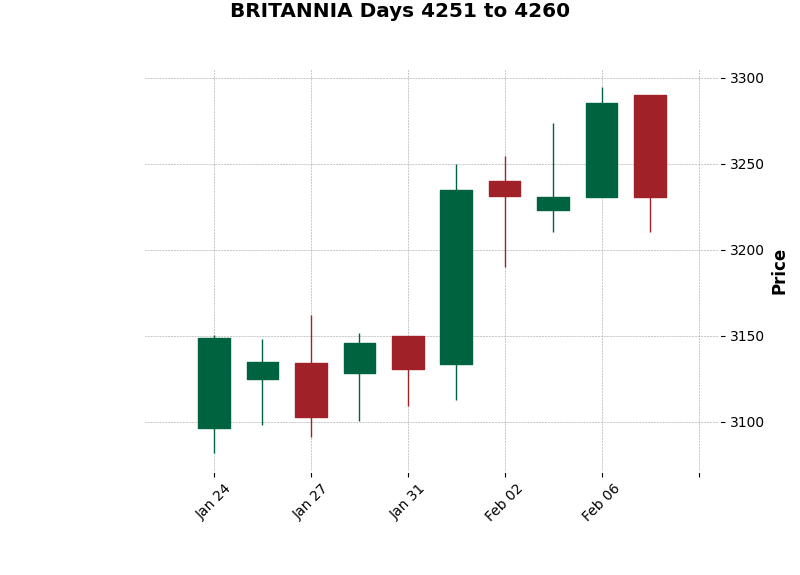 BRITANNIA Days 4251 to 4260
3300
3250
3200
3150
3100
Price
Jan 24
Jan 27
Jan 31
Feb 02
Feb 06